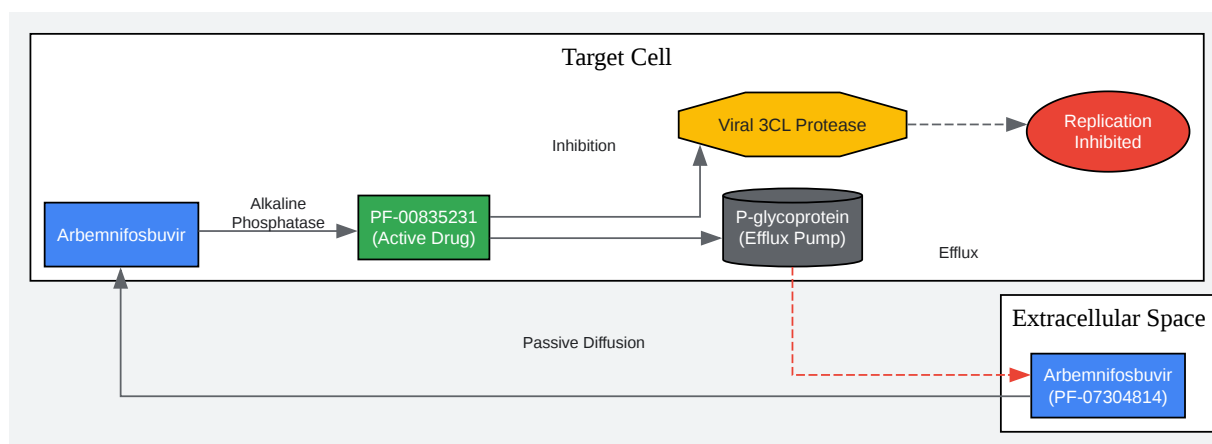 Target Cell
Viral 3CL Protease
Replication
Inhibited
Inhibition
Alkaline
Phosphatase
Arbemnifosbuvir
PF-00835231
(Active Drug)
P-glycoprotein
(Efflux Pump)
Efflux
Extracellular Space
Passive Diffusion
Arbemnifosbuvir
(PF-07304814)